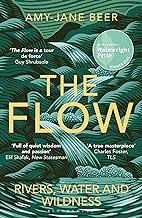 AMY-JANE BEER
'The Flow is a tour
de force'
Guy Shrubsole
Wainwright
Prize
THE
FLOW
'Full of quiet wisdom
and passion'
Elif Shafak, New Statesman
'A true masterpiece'
Charles Foster,
TLS
RIVERS, WATER AND
WILDNESS